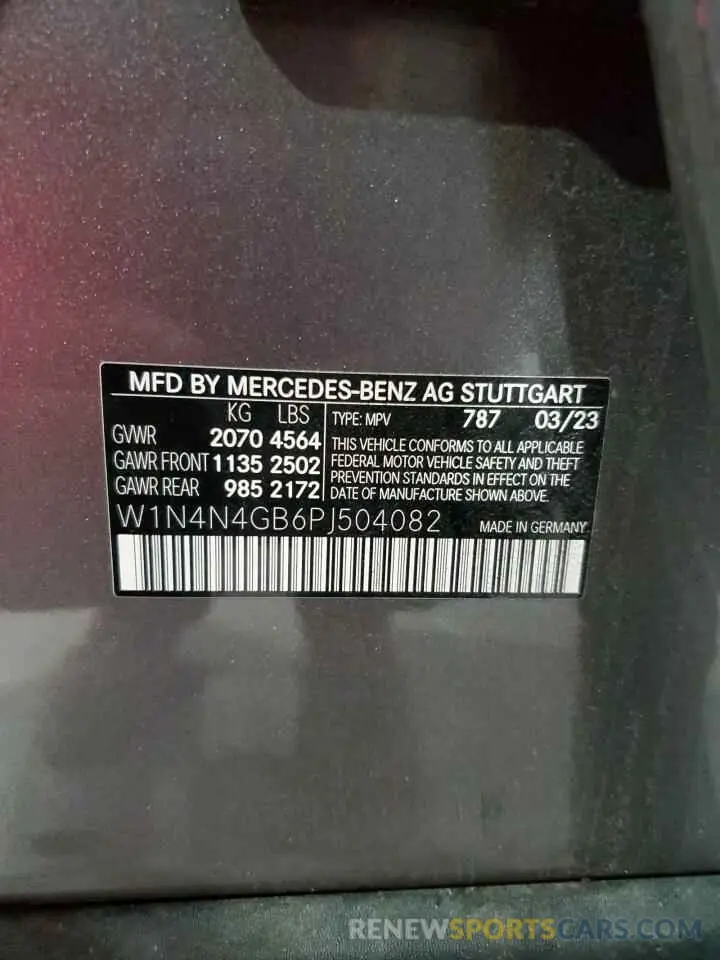 MFD BY MERCEDES-BENZ AG STUTTGART
KG LBS
GVWR 2070 4564
GAWR FRONT 1135 2502
GAWR REAR 985 2172
TYPE: MPV 787 03/23
THIS VEHICLE CONFORMS TO ALL APPLICABLE
FEDERAL MOTOR VEHICLE SAFETY AND THEFT
PREVENTION STANDARDS IN EFFECT ON THE
DATE OF MANUFACTURE SHOWN ABOVE.
W1N4N4GB6PJ504082 MADE IN GERMANY
RENEWSPORTSCARS.COM